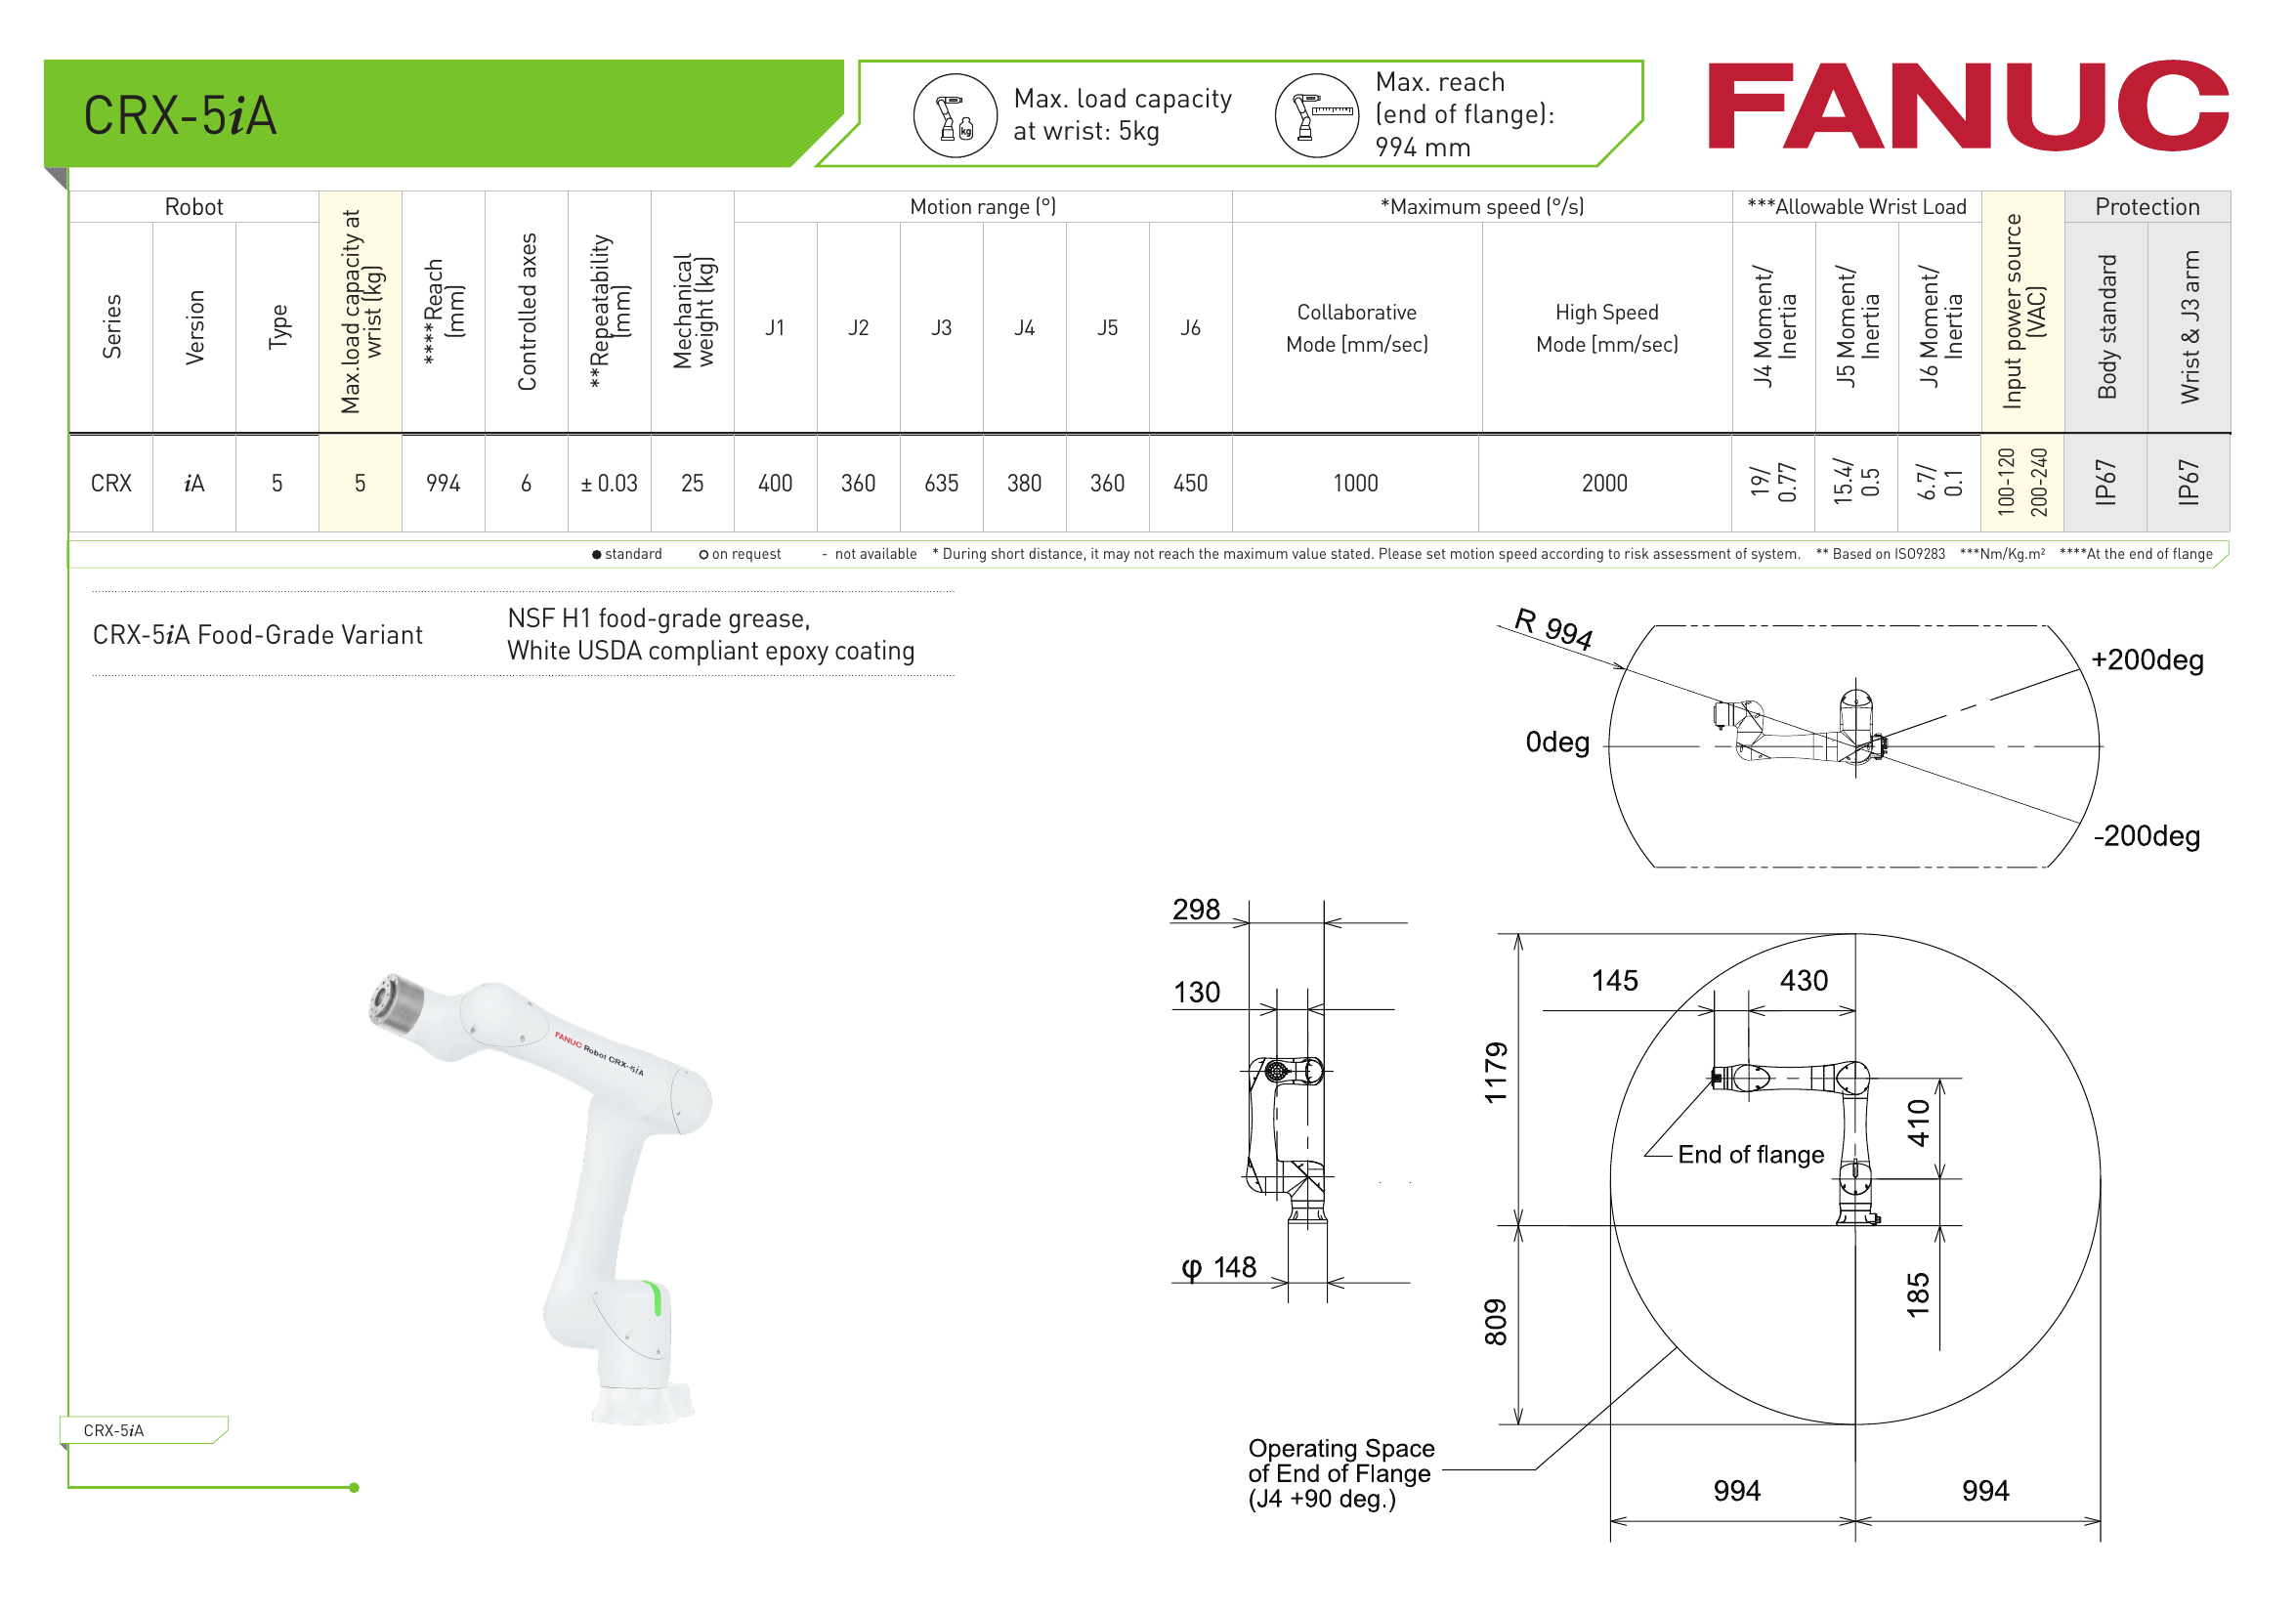 CRX-5iA
Max. load capacity
at wrist: 5kg
kg
Max. reach
(end of flange):
994 mm
FANUC
Robot
Series
Version
Type
Max.load capacity at
wrist (kg)
****Reach
(mm)
Controlled axes
**Repeatability
(mm)
Mechanical
weight (kg)
Motion range (°)
J1 J2 J3 J4 J5 J6
*Maximum speed (°/s)
Collaborative
Mode [mm/sec)
High Speed
Mode [mm/sec)
***Allowable Wrist Load
J4 Moment/
Inertia
J5 Moment/
Inertia
J6 Moment/
Inertia
Input power source
(VAC)
Protection
Body standard
Wrist & J3 arm
CRX iA 5 5 994 6 ± 0.03 25 400 360 635 380 360 450 1000 2000
19/
0.77
15.4/
0.5
6.7/
0.1
100-120
200-240
IP67
IP67
standard on request - not available * During short distance, it may not reach the maximum value stated. Please set motion speed according to risk assessment of system. ** Based on ISO9283 ***Nm/Kg.m² ****At the end of flange
CRX-5iA Food-Grade Variant
NSF H1 food-grade grease,
White USDA compliant epoxy coating
R 994
+200deg
0deg
-200deg
298
130
φ 148
1179
809
145
430
410
185
End of flange
Operating Space
of End of Flange
(J4 +90 deg.)
994
994
FANUC Robot CRX-5iA
CRX-5iA